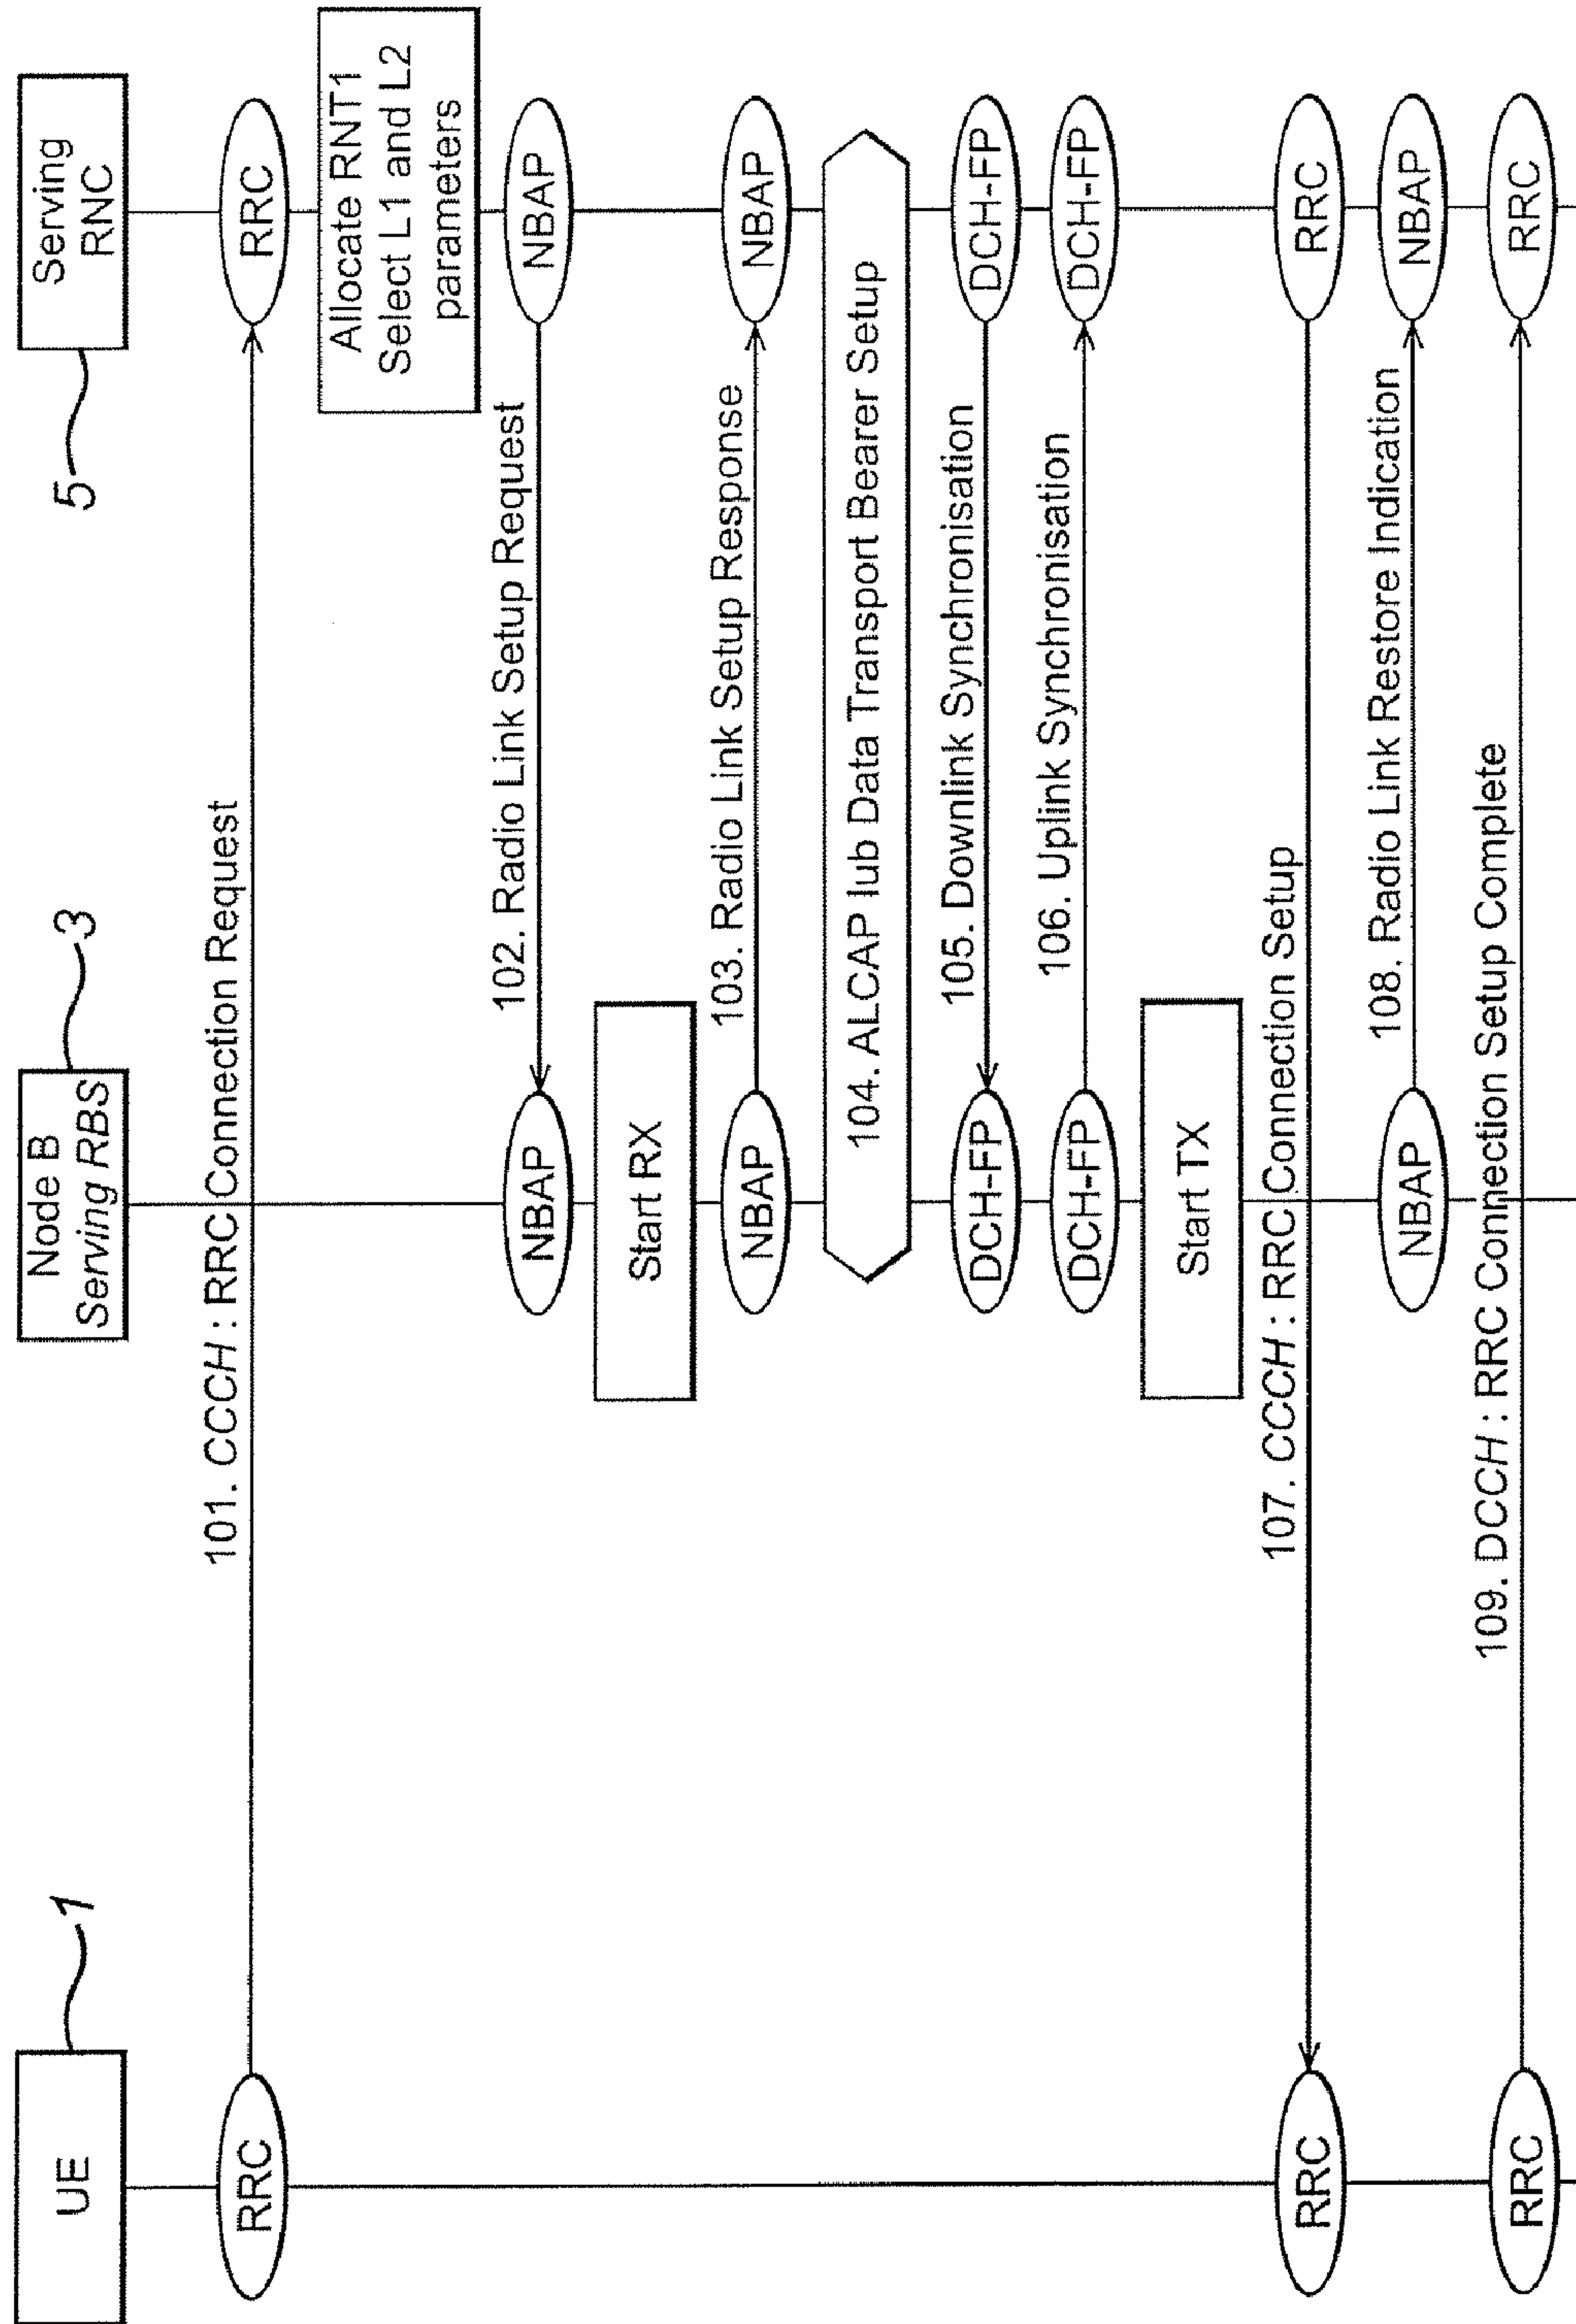 UE
1
Node B
Serving RBS
3
Serving
RNC
5
RRC
101. CCCH : RRC Connection Request
RRC
Allocate RNT1
Select L1 and L2
parameters
NBAP
102. Radio Link Setup Request
NBAP
Start RX
NBAP
103. Radio Link Setup Response
NBAP
104. ALCAP Iub Data Transport Bearer Setup
DCH-FP
105. Downlink Synchronisation
DCH-FP
DCH-FP
106. Uplink Synchronisation
DCH-FP
Start TX
RRC
107. CCCH : RRC Connection Setup
RRC
NBAP
108. Radio Link Restore Indication
NBAP
RRC
109. DCCH : RRC Connection Setup Complete
RRC